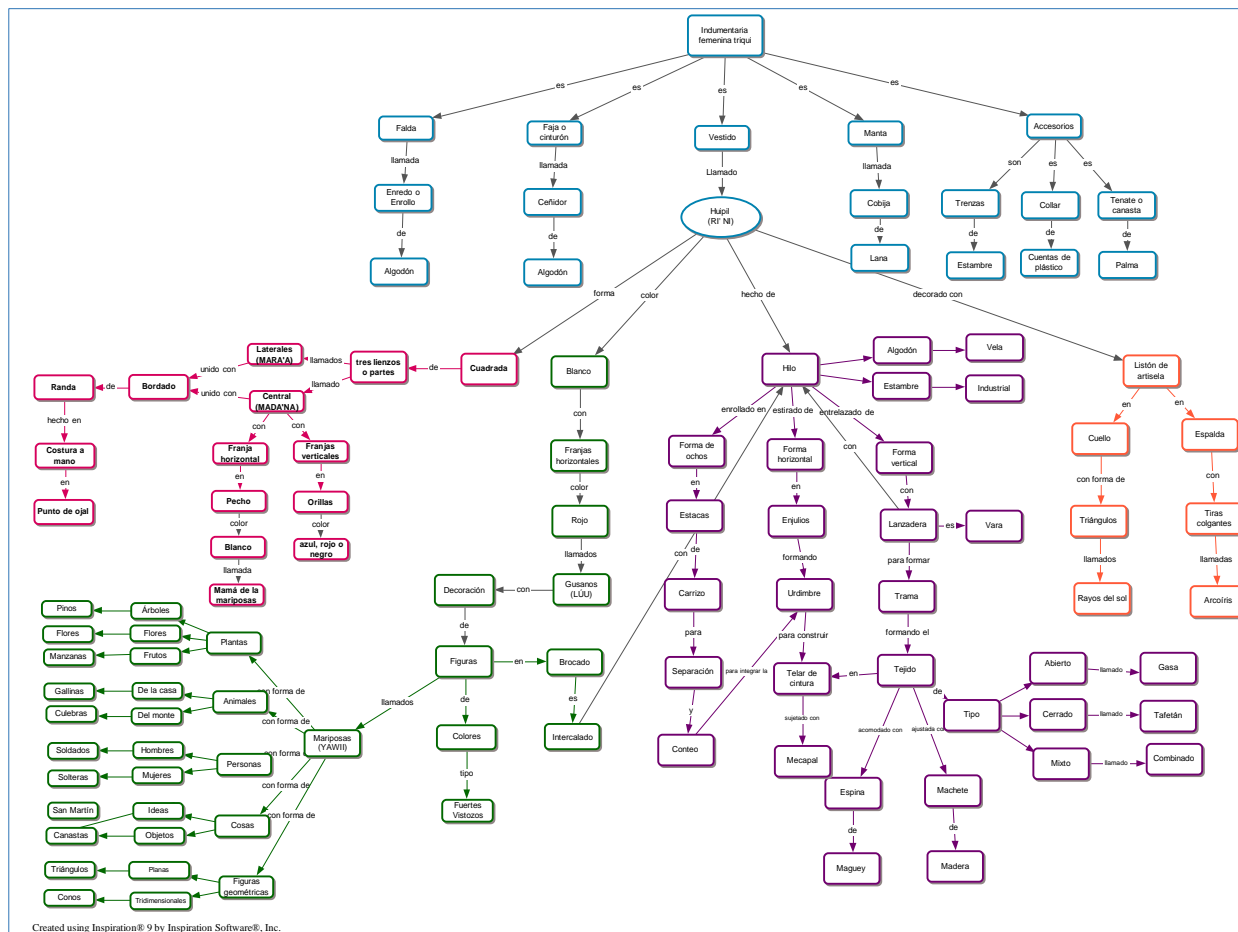 Indumentaria
femenina triqui
es
es
es
es
es
Falda
Faja o
cinturón
Vestido
Manta
Accesorios
llamada
llamada
Llamado
llamada
son
es
es
Enredo o
Enrollo
Ceñidor
Huipil
(RI' NI)
Cobija
Trenzas
Collar
Tenate o
canasta
de
de
de
de
de
de
Algodón
Algodón
Lana
Estambre
Cuentas de
plástico
Palma
forma
color
hecho de
decorado con
Cuadrada
de
tres lienzos
o partes
llamados
llamado
Laterales
(MARA'A)
Central
(MADA'NA)
unido con
unido con
Bordado
de
Randa
hecho en
Costura a
mano
en
Punto de ojal
con
con
Franja
horizontal
Franjas
verticales
en
en
Pecho
Orillas
color
color
Blanco
azul, rojo o
negro
llamada
Mamá de la
mariposas
Blanco
con
Franjas
horizontales
color
Rojo
llamados
Gusanos
(LÚU)
con
Decoración
de
Figuras
en
Brocado
es
Intercalado
con
de
Colores
tipo
Fuertes
Vistozos
llamados
Mariposas
(YAWII)
con forma de
con forma de
con forma de
con forma de
con forma de
Plantas
Árboles
Pinos
Flores
Flores
Frutos
Manzanas
Animales
De la casa
Gallinas
Del monte
Culebras
Personas
Hombres
Soldados
Mujeres
Solteras
Cosas
Ideas
San Martín
Objetos
Canastas
Figuras
geométricas
Planas
Triángulos
Tridimensionales
Conos
Hilo
Algodón
Vela
Estambre
Industrial
enrollado en
estirado de
entrelazado de
Forma de
ochos
Forma
horizontal
Forma
vertical
en
en
con
con
Estacas
Enjulios
Lanzadera
es
Vara
de
formando
para formar
Carrizo
Urdimbre
Trama
para
para construir
formando el
Separación
Telar de
cintura
en
Tejido
y
para integrar la
Conteo
sujetado con
Mecapal
acomodado con
ajustada con
Espina
Machete
de
de
Maguey
Madera
de
Tipo
Abierto
llamado
Gasa
Cerrado
llamado
Tafetán
Mixto
llamado
Combinado
Listón de
artisela
en
en
Cuello
Espalda
con forma de
con
Triángulos
Tiras
colgantes
llamados
llamadas
Rayos del sol
Arcoíris
Created using Inspiration® 9 by Inspiration Software®, Inc.